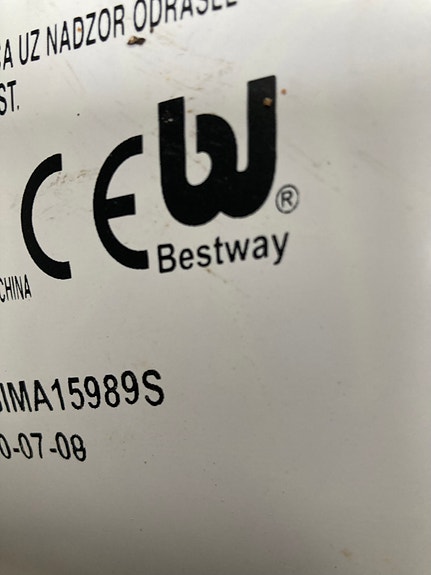 UZ NADZOR ODRASLE
ST.
CE
Bestway
®
CHINA
IMA15989S
0-07-08